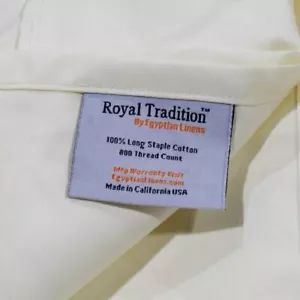 Royal Tradition™
By Egyptian Linens
100% Long Staple Cotton
800 Thread Count
Mfg Warranty Visit
EgyptianLinens.com
Made in California USA